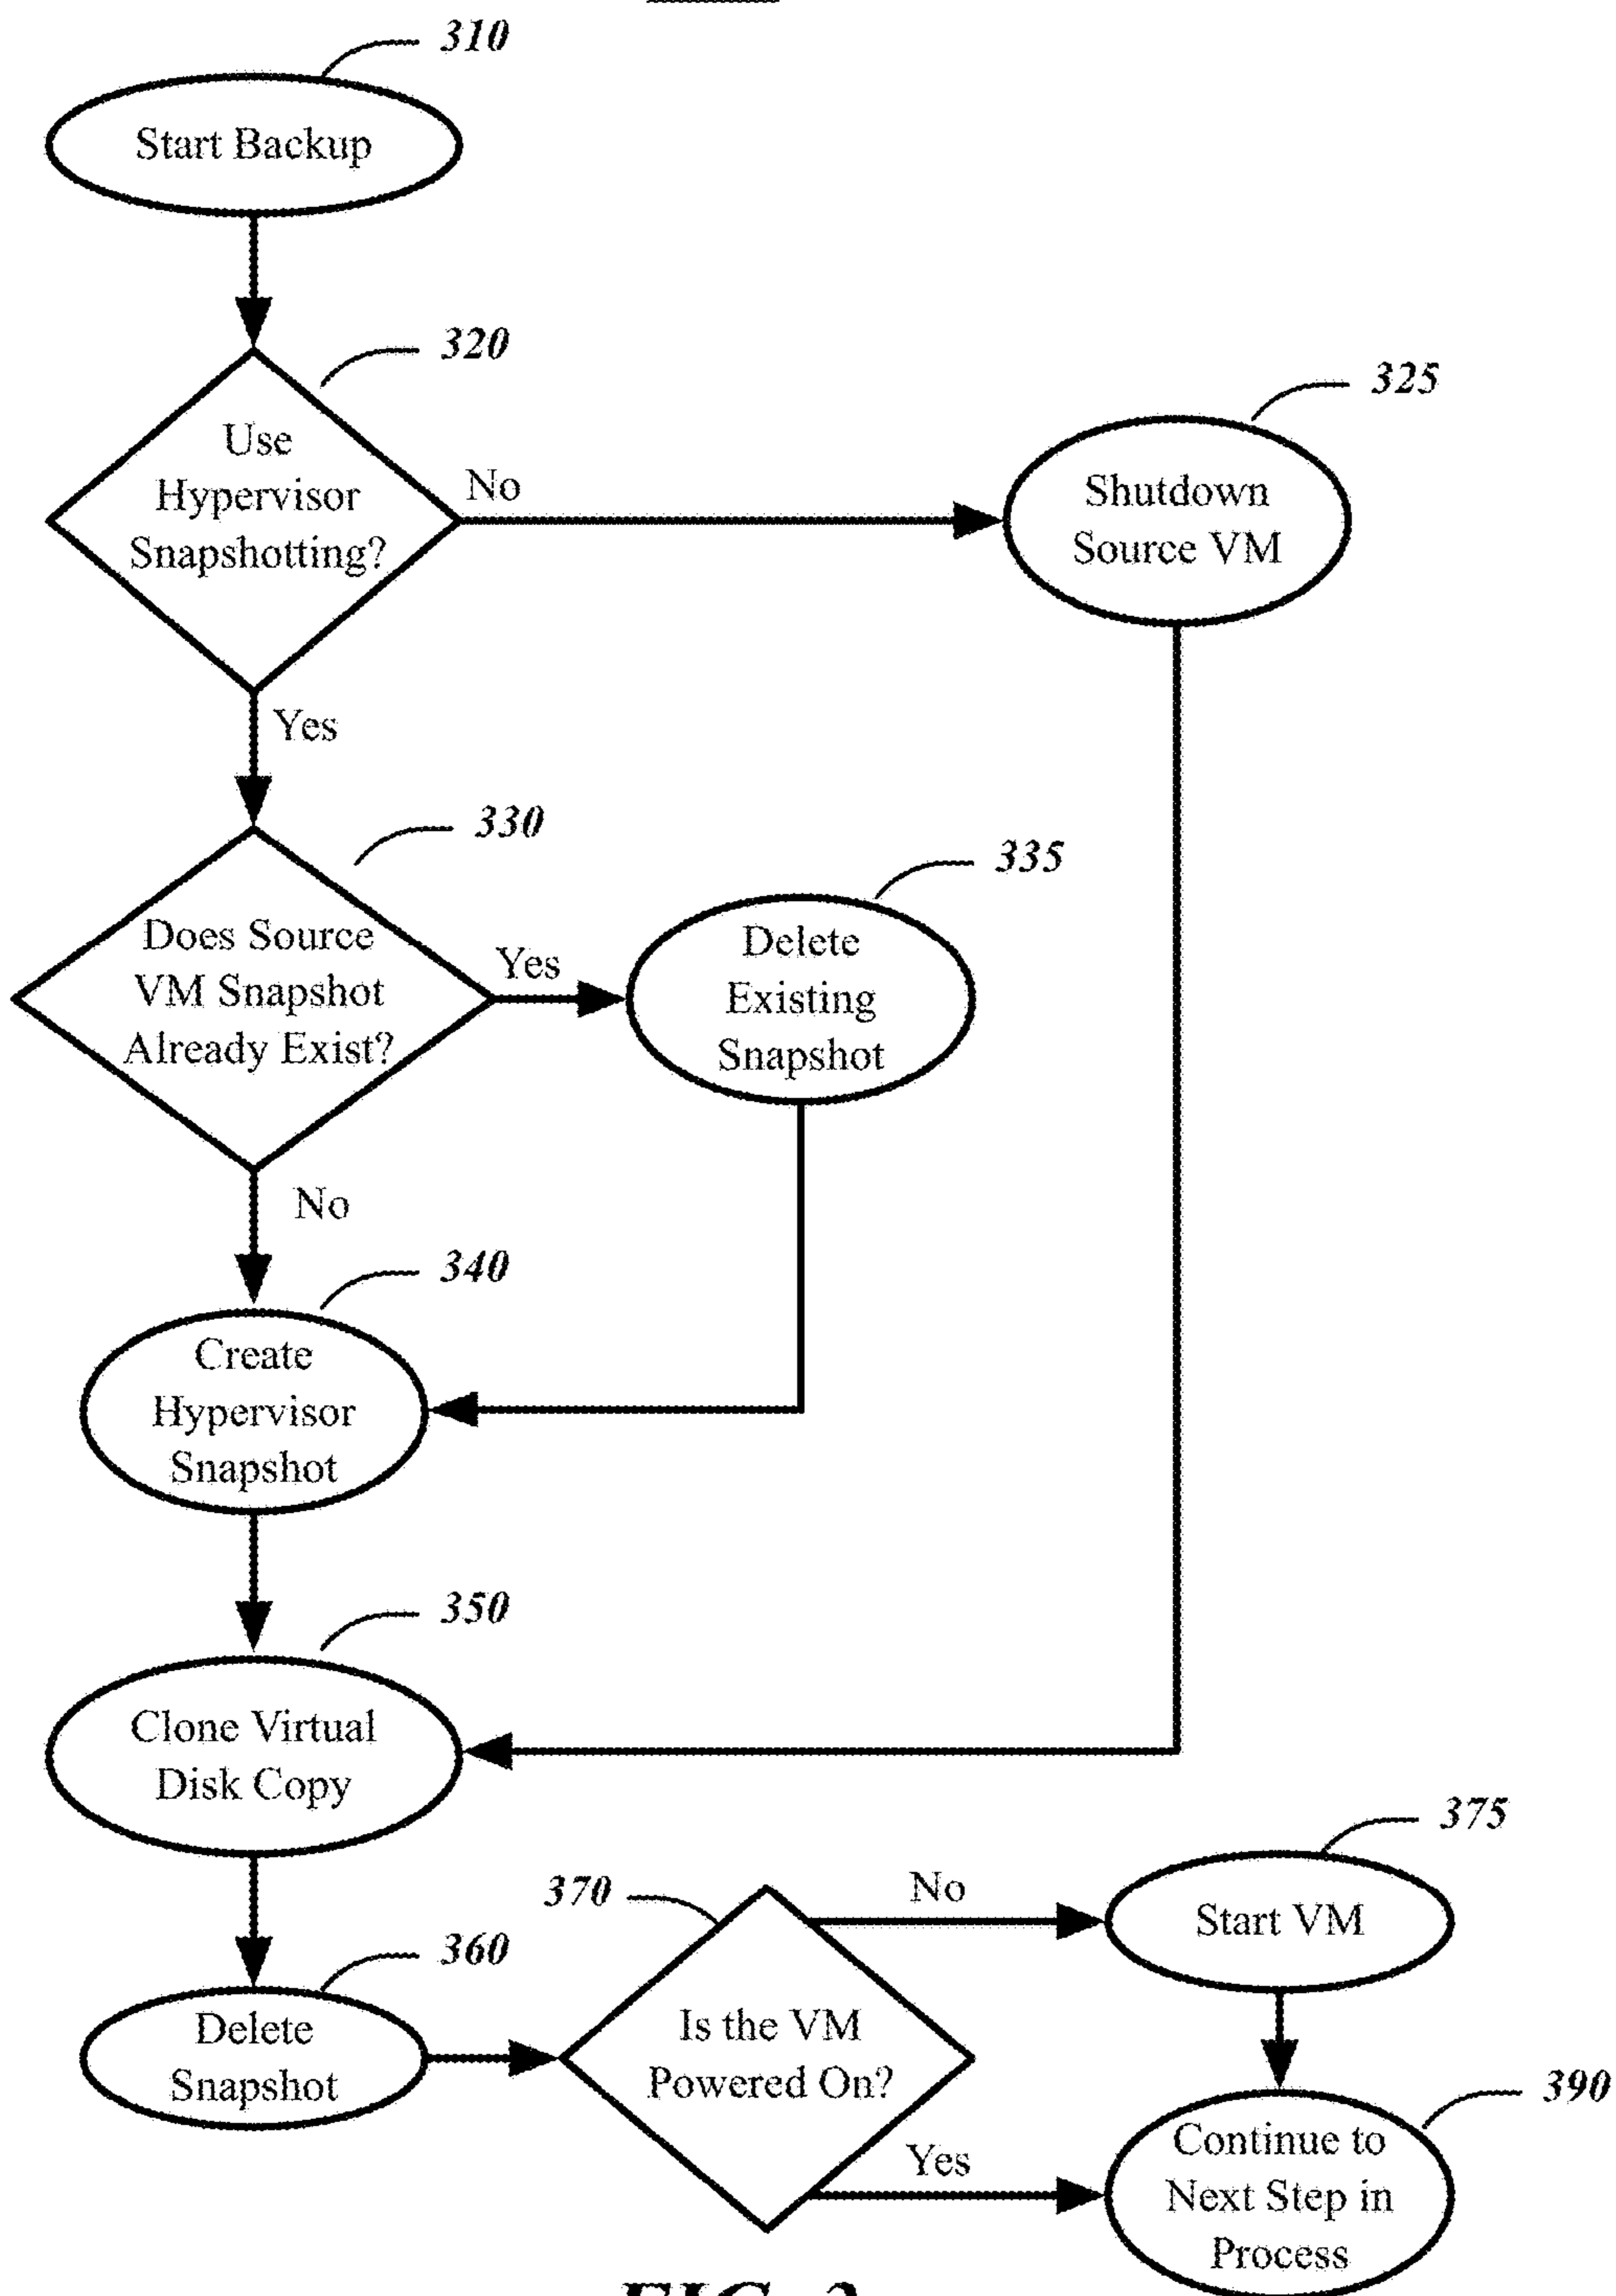 310
Start Backup
320
Use
Hypervisor
Snapshotting?
No
325
Shutdown
Source VM
Yes
330
Does Source
VM Snapshot
Already Exist?
Yes
335
Delete
Existing
Snapshot
No
340
Create
Hypervisor
Snapshot
350
Clone Virtual
Disk Copy
360
Delete
Snapshot
370
Is the VM
Powered On?
No
375
Start VM
Yes
390
Continue to
Next Step in
Process